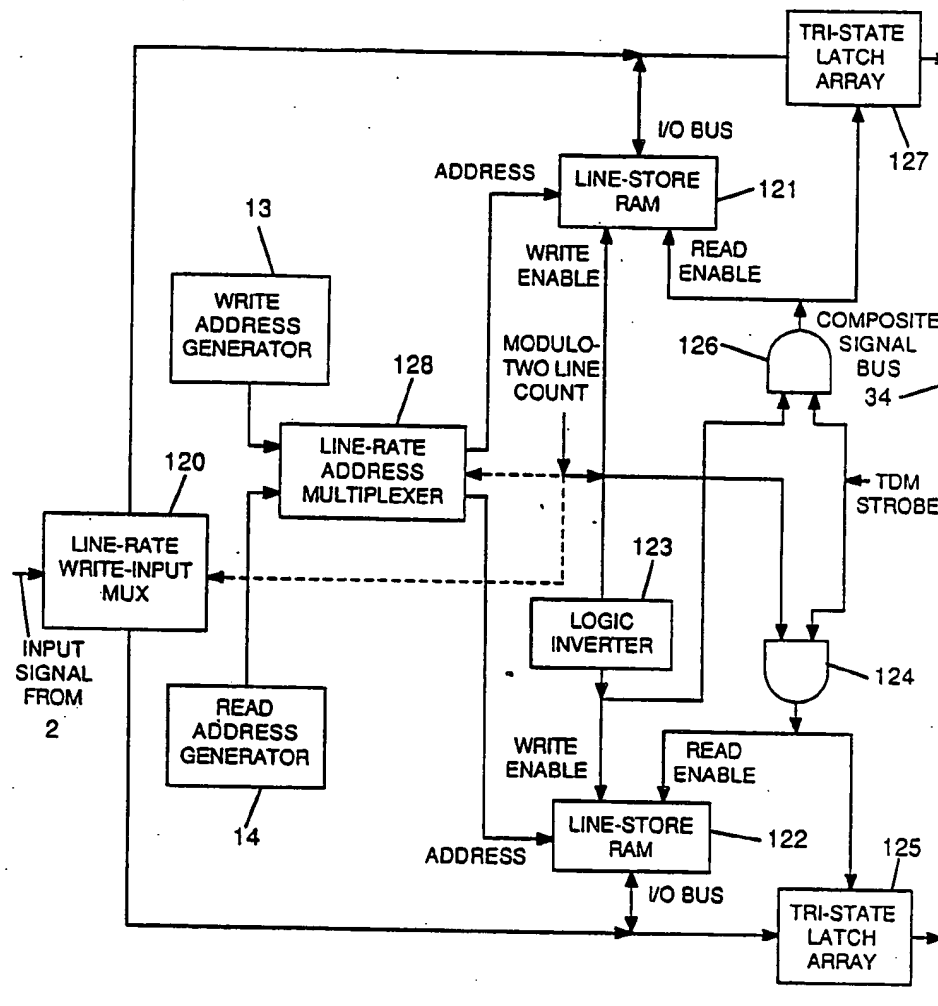 TRI-STATE
LATCH
ARRAY
127
I/O BUS
ADDRESS
LINE-STORE
RAM
121
13
WRITE
ENABLE
READ
ENABLE
WRITE
ADDRESS
GENERATOR
128
MODULO-
TWO LINE
COUNT
126
COMPOSITE
SIGNAL
BUS
34
120
LINE-RATE
ADDRESS
MULTIPLEXER
TDM
STROBE
LINE-RATE
WRITE-INPUT
MUX
123
LOGIC
INVERTER
INPUT
SIGNAL
FROM
2
124
READ
ADDRESS
GENERATOR
WRITE
ENABLE
READ
ENABLE
14
LINE-STORE
RAM
122
ADDRESS
125
I/O BUS
TRI-STATE
LATCH
ARRAY